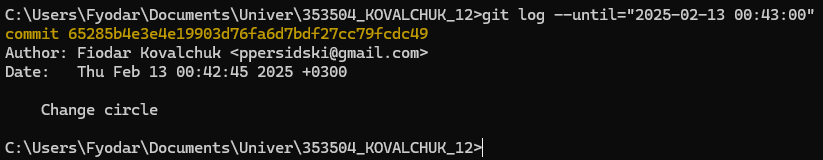 C:\Users\Fyodar\Documents\Univer\353504_KOVALCHUK_12>git log --until="2025-02-13 00:43:00"
commit 65285b4e3e4e19903d76fa6d7bdf27cc79fcdc49
Author: Fiodar Kovalchuk <ppersidski@gmail.com>
Date:   Thu Feb 13 00:42:45 2025 +0300
    Change circle
C:\Users\Fyodar\Documents\Univer\353504_KOVALCHUK_12>